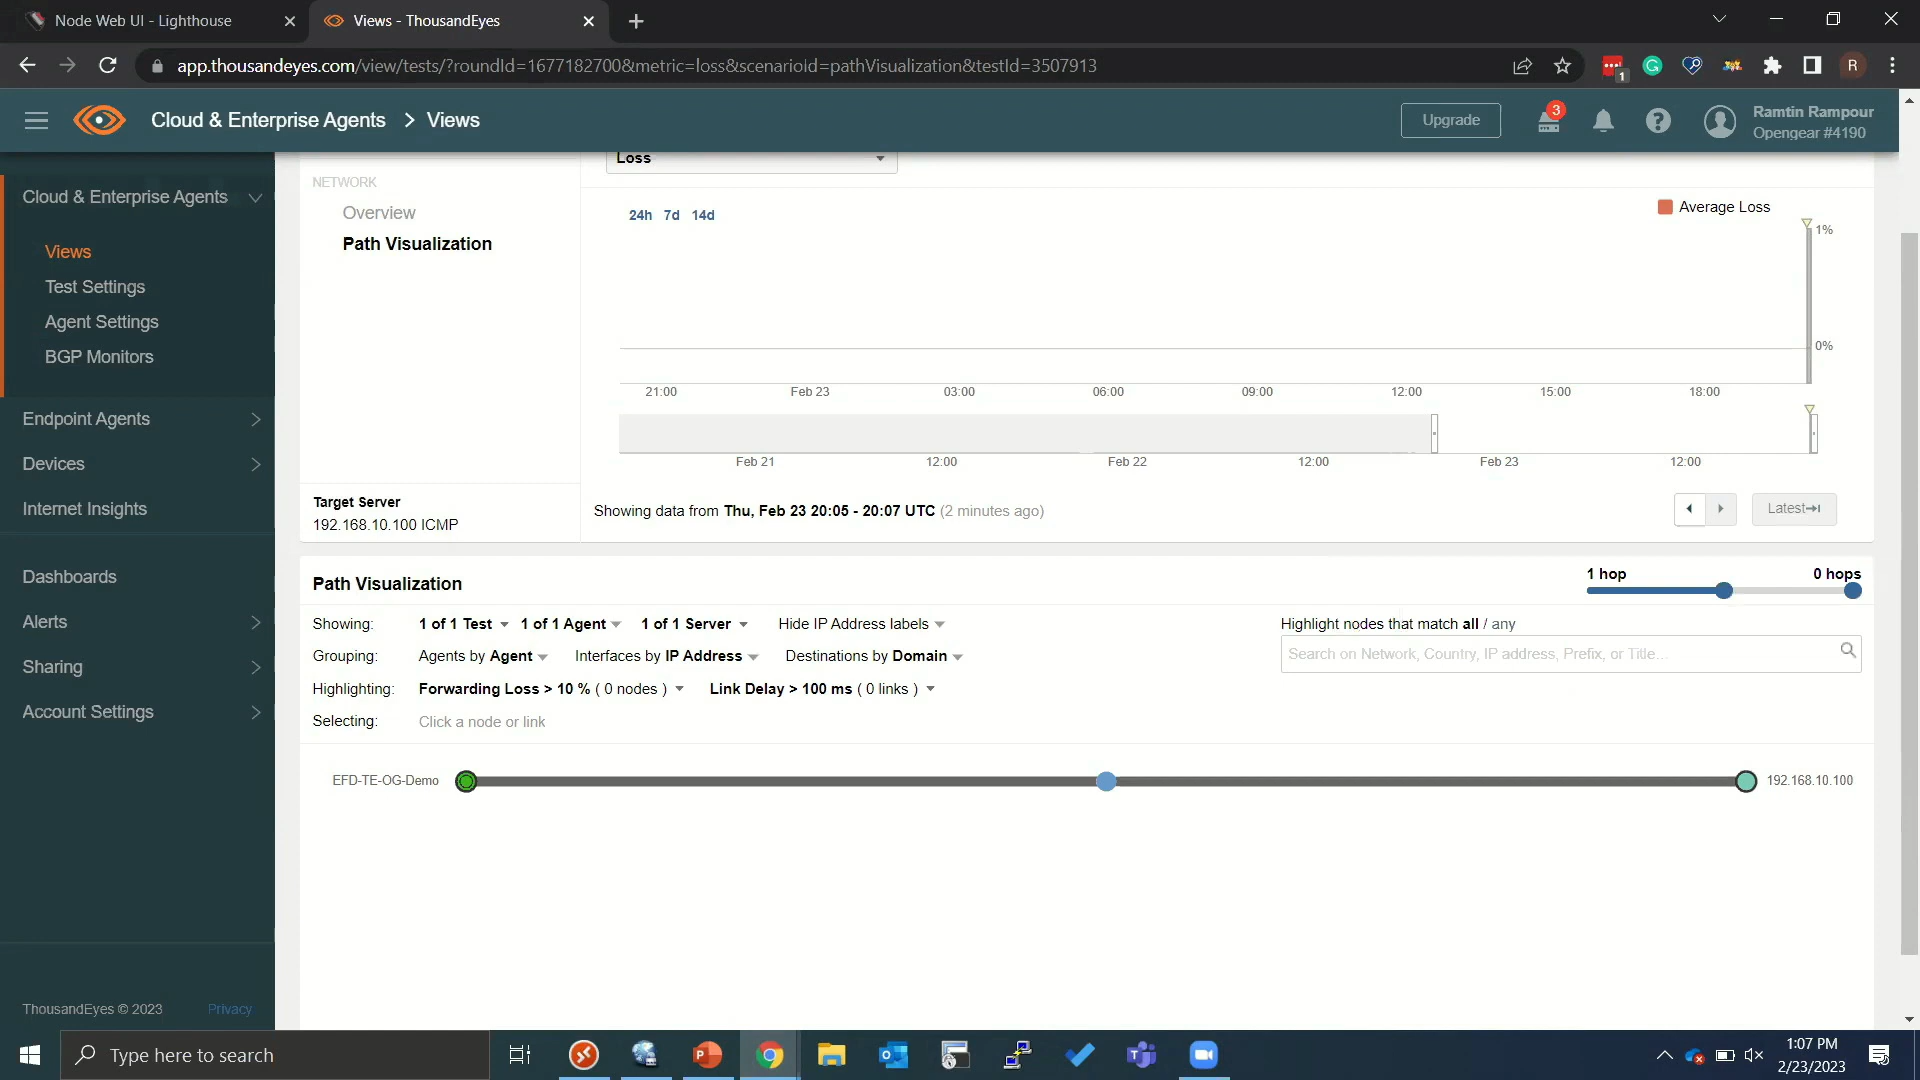 Node Web UI - Lighthouse
Views - ThousandEyes
app.thousandeyes.com/view/tests/?roundId=1677182700&metric=loss&scenarioId=pathVisualization&testId=3507913
1
R
Cloud & Enterprise Agents > Views
Upgrade
3
?
Ramtin Rampour
Opengear #4190
Cloud & Enterprise Agents
Views
Test Settings
Agent Settings
BGP Monitors
Endpoint Agents
Devices
Internet Insights
Dashboards
Alerts
Sharing
Account Settings
ThousandEyes © 2023 Privacy
Loss
NETWORK
Overview
Path Visualization
24h 7d 14d
Average Loss
1%
0%
21:00 Feb 23 03:00 06:00 09:00 12:00 15:00 18:00
Feb 21 12:00 Feb 22 12:00 Feb 23 12:00
Target Server
192.168.10.100 ICMP
Showing data from Thu, Feb 23 20:05 - 20:07 UTC (2 minutes ago)
Latest
Path Visualization
1 hop 0 hops
Showing: 1 of 1 Test 1 of 1 Agent 1 of 1 Server Hide IP Address labels
Highlight nodes that match all / any
Grouping: Agents by Agent Interfaces by IP Address Destinations by Domain
Search on Network, Country, IP address, Prefix, or Title...
Highlighting: Forwarding Loss > 10 % ( 0 nodes ) Link Delay > 100 ms ( 0 links )
Selecting: Click a node or link
EFD-TE-OG-Demo
192.168.10.100
Type here to search
1:07 PM
2/23/2023